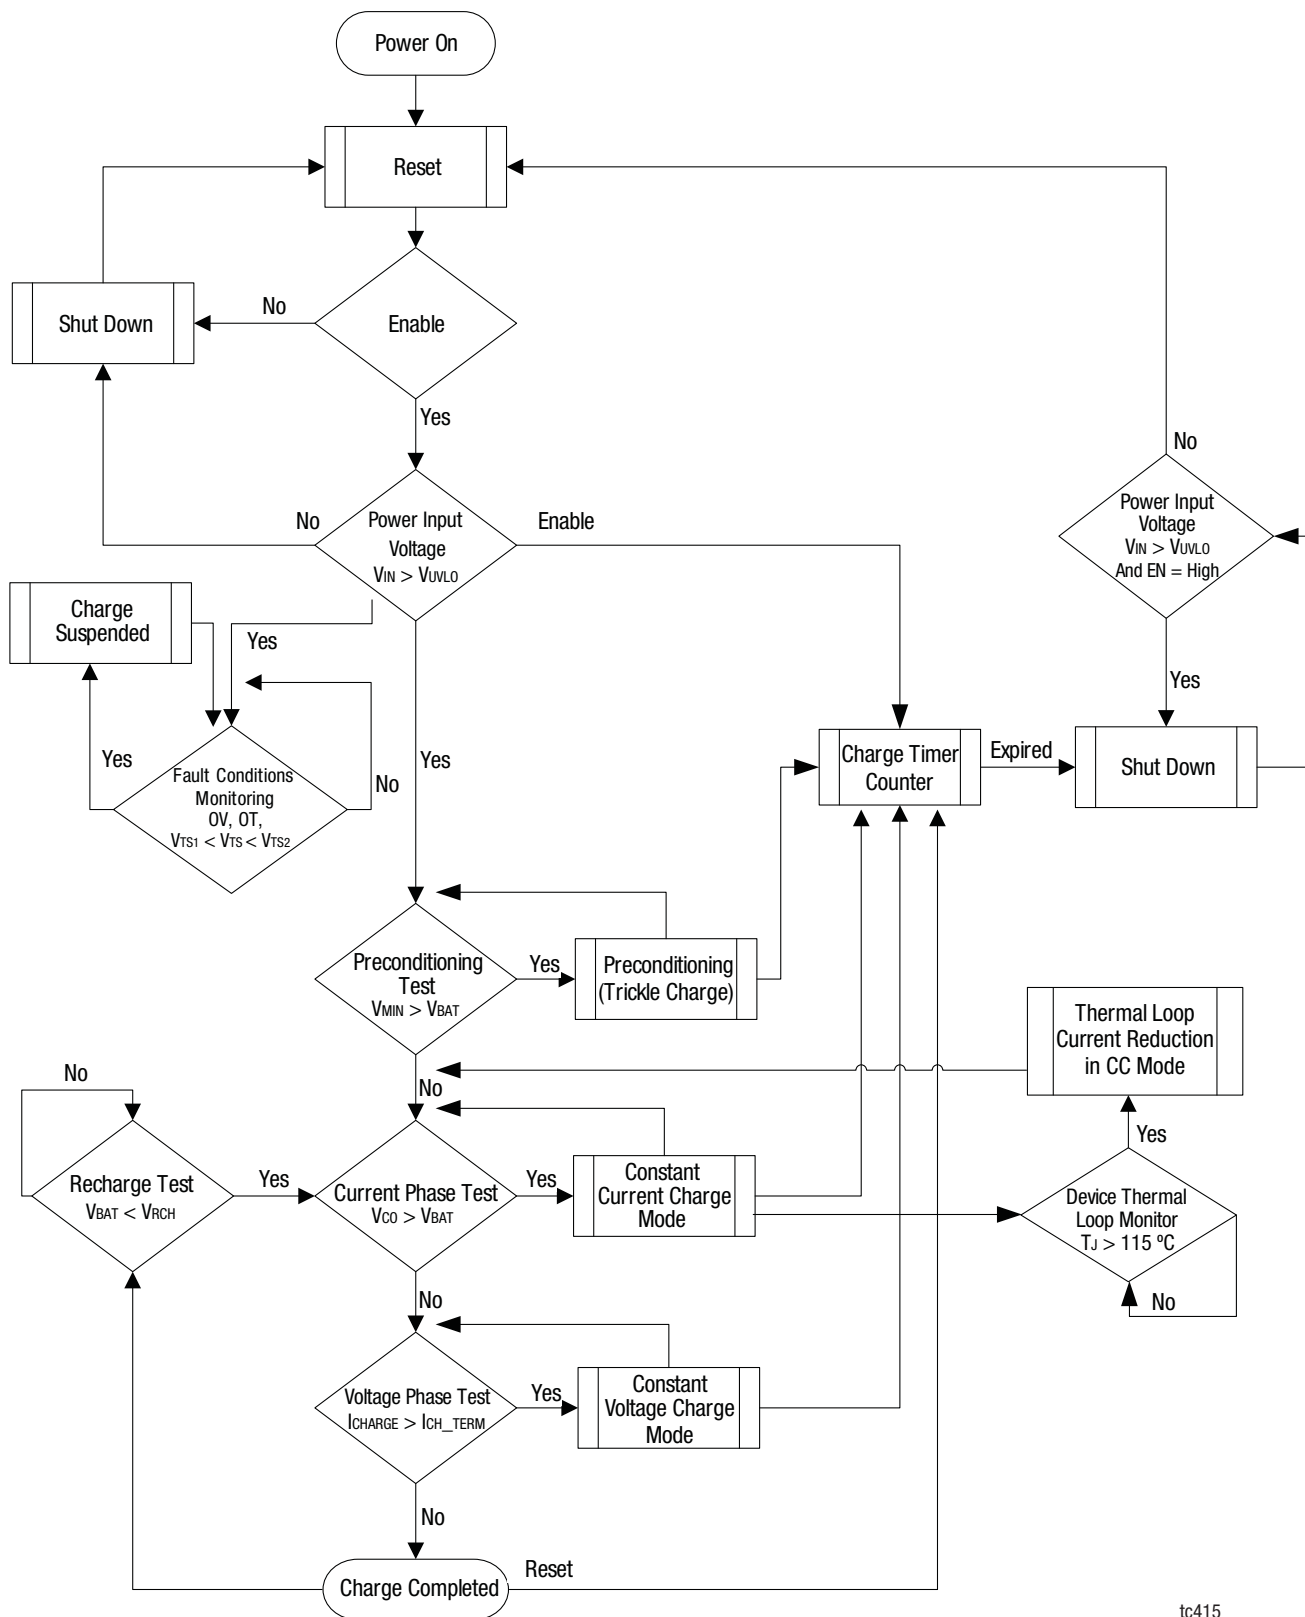 Power On
Reset
No
Shut Down
Enable
Yes
No
Power Input
Voltage
VIN > VUVLO
Enable
No
Power Input
Voltage
VIN > VUVLO
And EN = High
Charge
Suspended
Yes
Yes
Yes
Fault Conditions
Monitoring
OV, OT,
VTS1 < VTS < VTS2
No
Yes
Charge Timer
Counter
Expired
Shut Down
Preconditioning
Test
VMIN > VBAT
Yes
Preconditioning
(Trickle Charge)
Thermal Loop
Current Reduction
in CC Mode
No
No
Yes
Recharge Test
VBAT < VRCH
Yes
Current Phase Test
VCO > VBAT
Yes
Constant
Current Charge
Mode
Device Thermal
Loop Monitor
TJ > 115 ºC
No
No
Voltage Phase Test
ICHARGE > ICH_TERM
Yes
Constant
Voltage Charge
Mode
No
Charge Completed
Reset
tc415